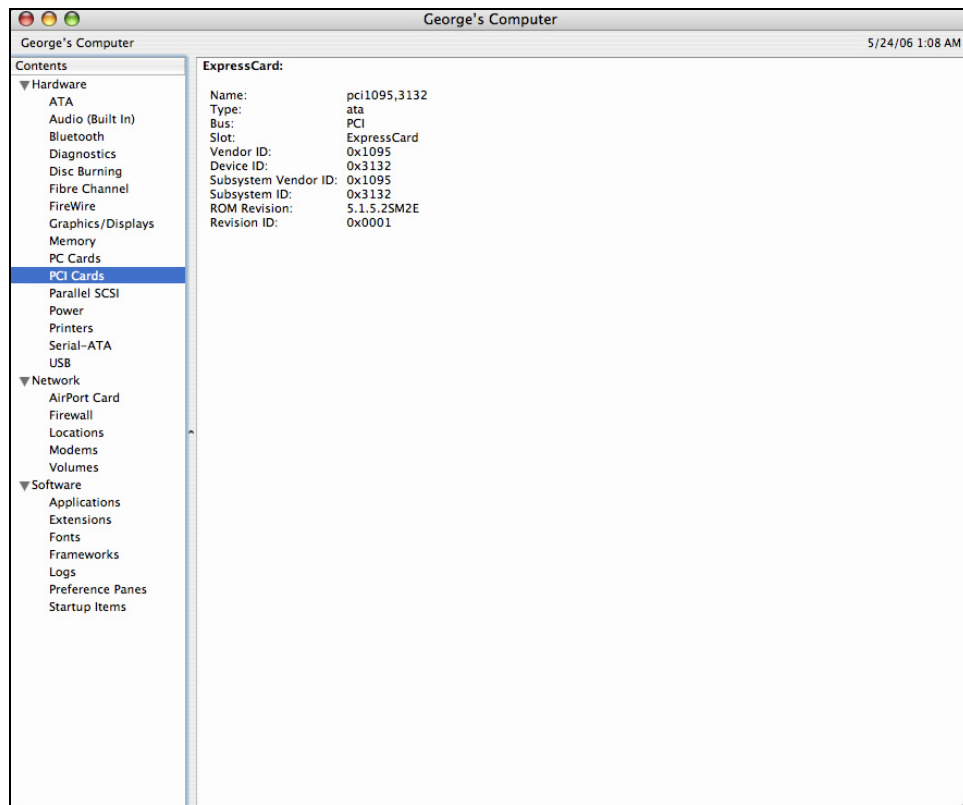 George's Computer
George's Computer 5/24/06 1:08 AM
Contents
Hardware
ATA
Audio (Built In)
Bluetooth
Diagnostics
Disc Burning
Fibre Channel
FireWire
Graphics/Displays
Memory
PC Cards
PCI Cards
Parallel SCSI
Power
Printers
Serial-ATA
USB
Network
AirPort Card
Firewall
Locations
Modems
Volumes
Software
Applications
Extensions
Fonts
Frameworks
Logs
Preference Panes
Startup Items
ExpressCard:
Name: pci1095,3132
Type: ata
Bus: PCI
Slot: ExpressCard
Vendor ID: 0x1095
Device ID: 0x3132
Subsystem Vendor ID: 0x1095
Subsystem ID: 0x3132
ROM Revision: 5.1.5.2SM2E
Revision ID: 0x0001